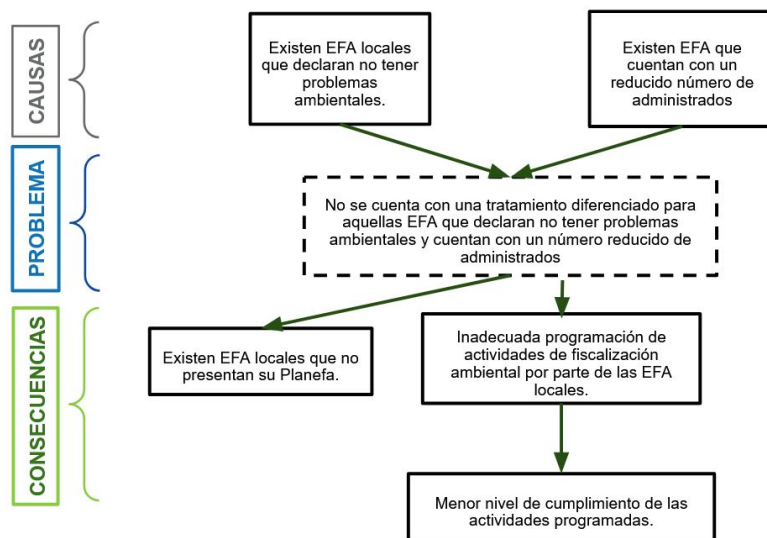 CAUSAS
Existen EFA locales
que declaran no tener
problemas
ambientales.
Existen EFA que
cuentan con un
reducido número de
administrados
PROBLEMA
No se cuenta con una tratamiento diferenciado para
aquellas EFA que declaran no tener problemas
ambientales y cuentan con un número reducido de
administrados
CONSECUENCIAS
Existen EFA locales que no
presentan su Planefa.
Inadecuada programación de
actividades de fiscalización
ambiental por parte de las EFA
locales.
Menor nivel de cumplimiento de las
actividades programadas.